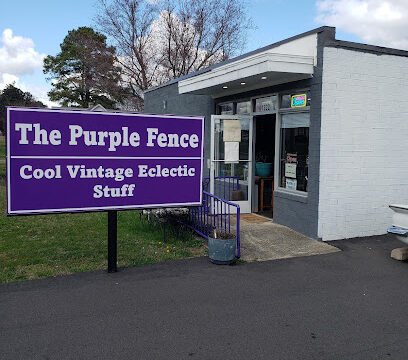 The Purple Fence
Cool Vintage Eclectic
Stuff